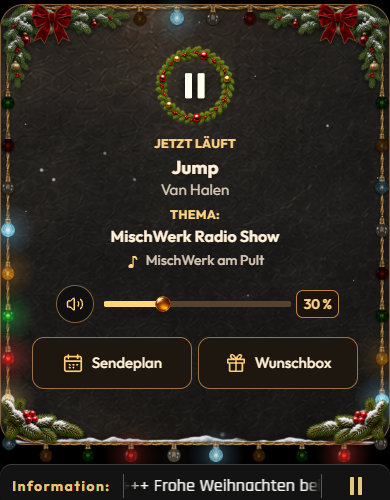 JETZT LÄUFT
Jump
Van Halen
THEMA:
MischWerk Radio Show
MischWerk am Pult
30 %
Sendeplan
Wunschbox
Information:
++ Frohe Weihnachten be